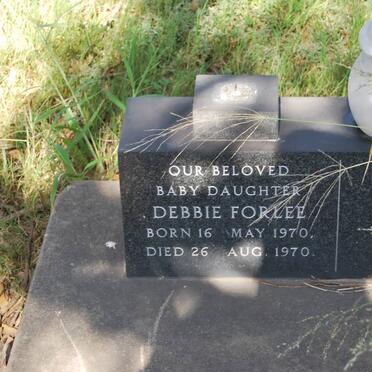 OUR BELOVED
BABY DAUGHTER
DEBBIE FORLEE
BORN 16 MAY 1970.
DIED 26 AUG. 1970.